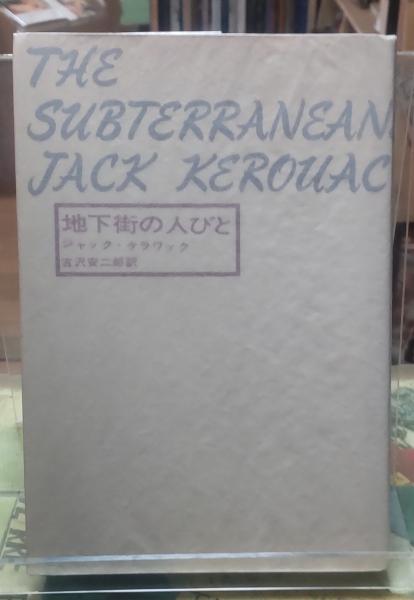 THE
SUBTERRANEAN
JACK KEROUAC
地下街の人びと
ジャック・ケラワック
古沢安二郎訳